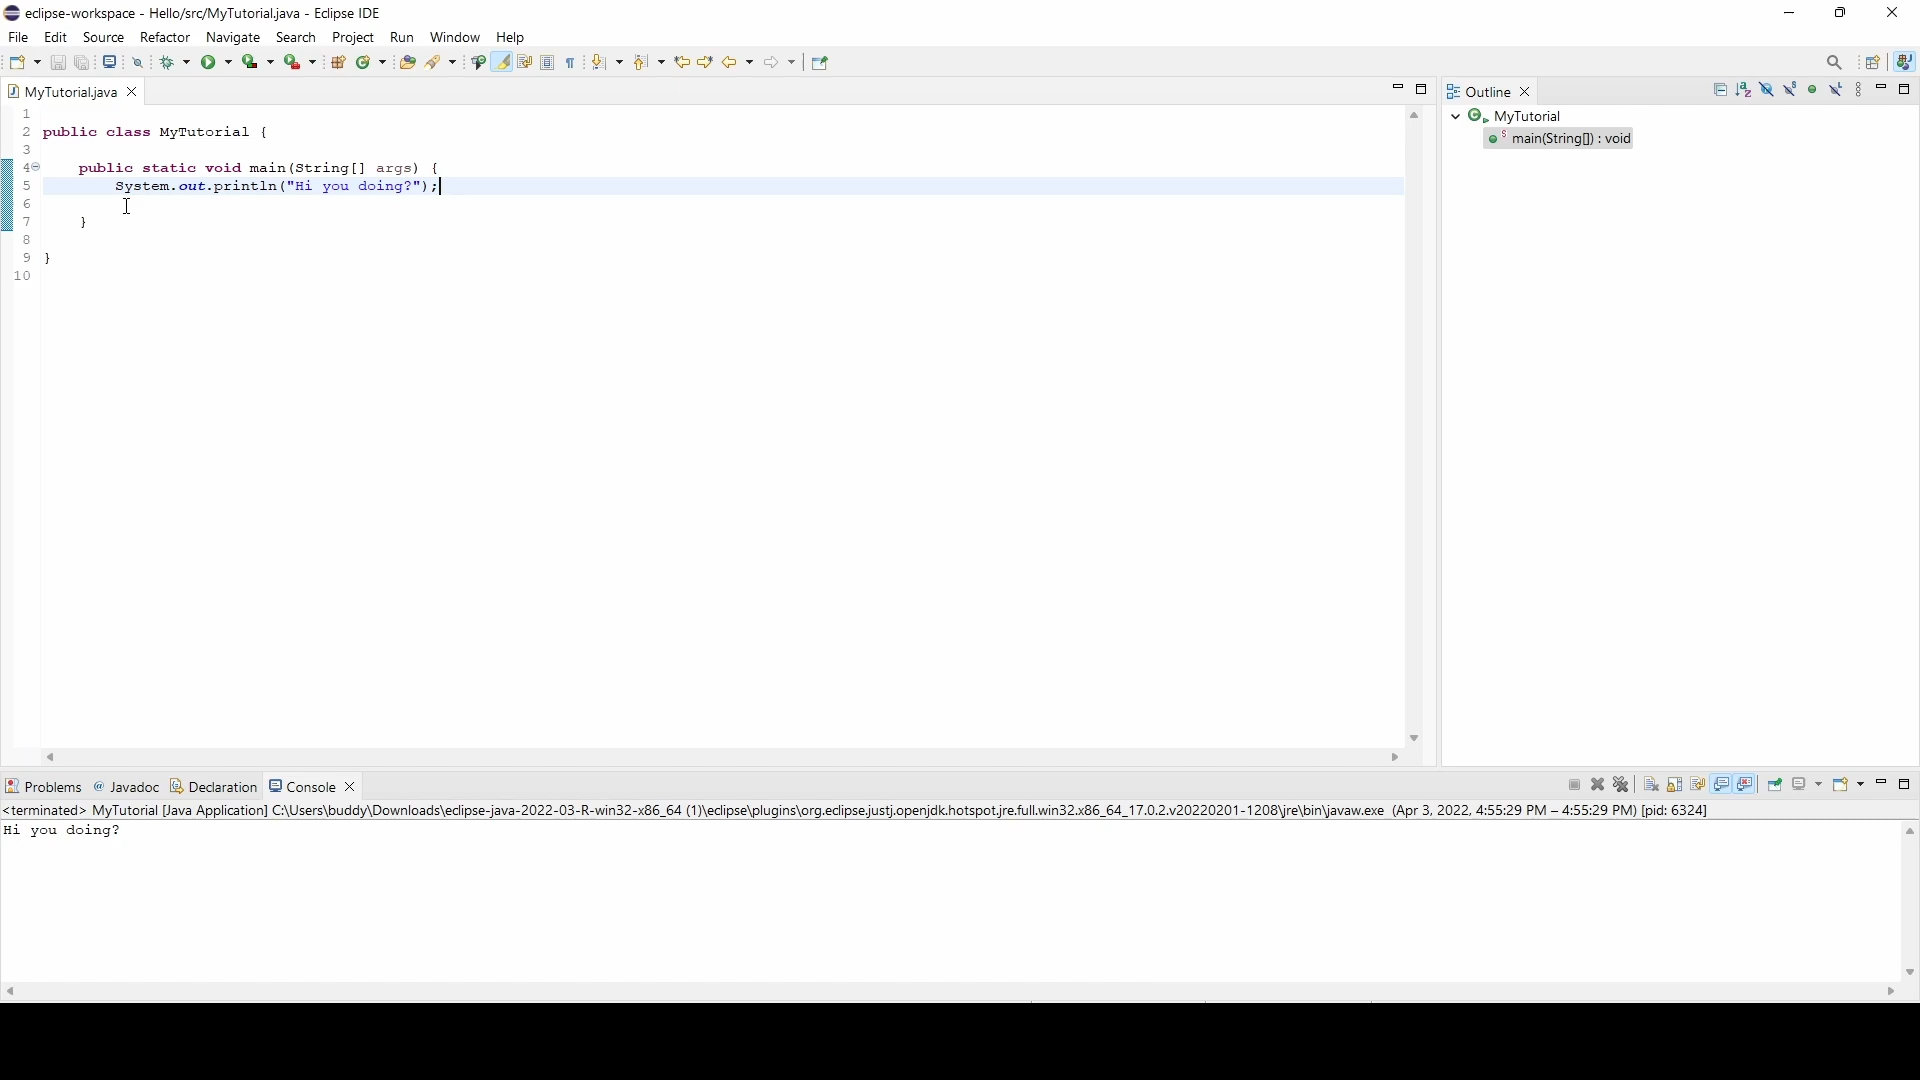 eclipse-workspace - Hello/src/MyTutorial.java - Eclipse IDE
File Edit Source Refactor Navigate Search Project Run Window Help
MyTutorial.java
Outline
1
2 public class MyTutorial {
3
4 public static void main(String[] args) {
5 System.out.println("Hi you doing?");
6
7 }
8
9 }
10
MyTutorial
main(String[]) : void
Problems @ Javadoc Declaration Console
<terminated> MyTutorial [Java Application] C:\Users\buddy\Downloads\eclipse-java-2022-03-R-win32-x86_64 (1)\eclipse\plugins\org.eclipse.justj.openjdk.hotspot.jre.full.win32.x86_64_17.0.2.v20220201-1208\jre\bin\javaw.exe (Apr 3, 2022, 4:55:29 PM – 4:55:29 PM) [pid: 6324]
Hi you doing?